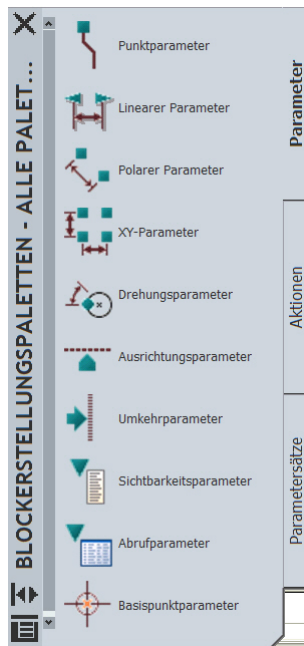 BLOCKERSTELLUNGSPALETTEN - ALLE PALET...
Punktparameter
Linearer Parameter
Polarer Parameter
XY-Parameter
Drehungsparameter
Ausrichtungsparameter
Umkehrparameter
Sichtbarkeitsparameter
Abrufparameter
Basispunktparameter
Parameter
Aktionen
Parametersätze